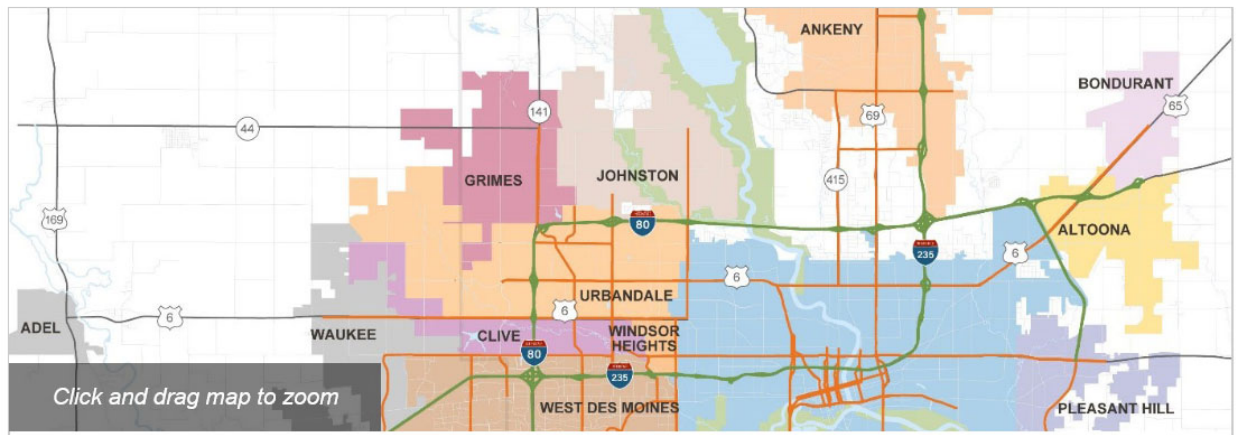 ANKENY
BONDURANT
65
141
69
44
JOHNSTON
GRIMES
415
169
80
ALTOONA
235
6
6
URBANDALE
6
6
ADEL
WAUKEE
CLIVE
WINDSOR
HEIGHTS
80
235
Click and drag map to zoom
WEST DES MOINES
PLEASANT HILL